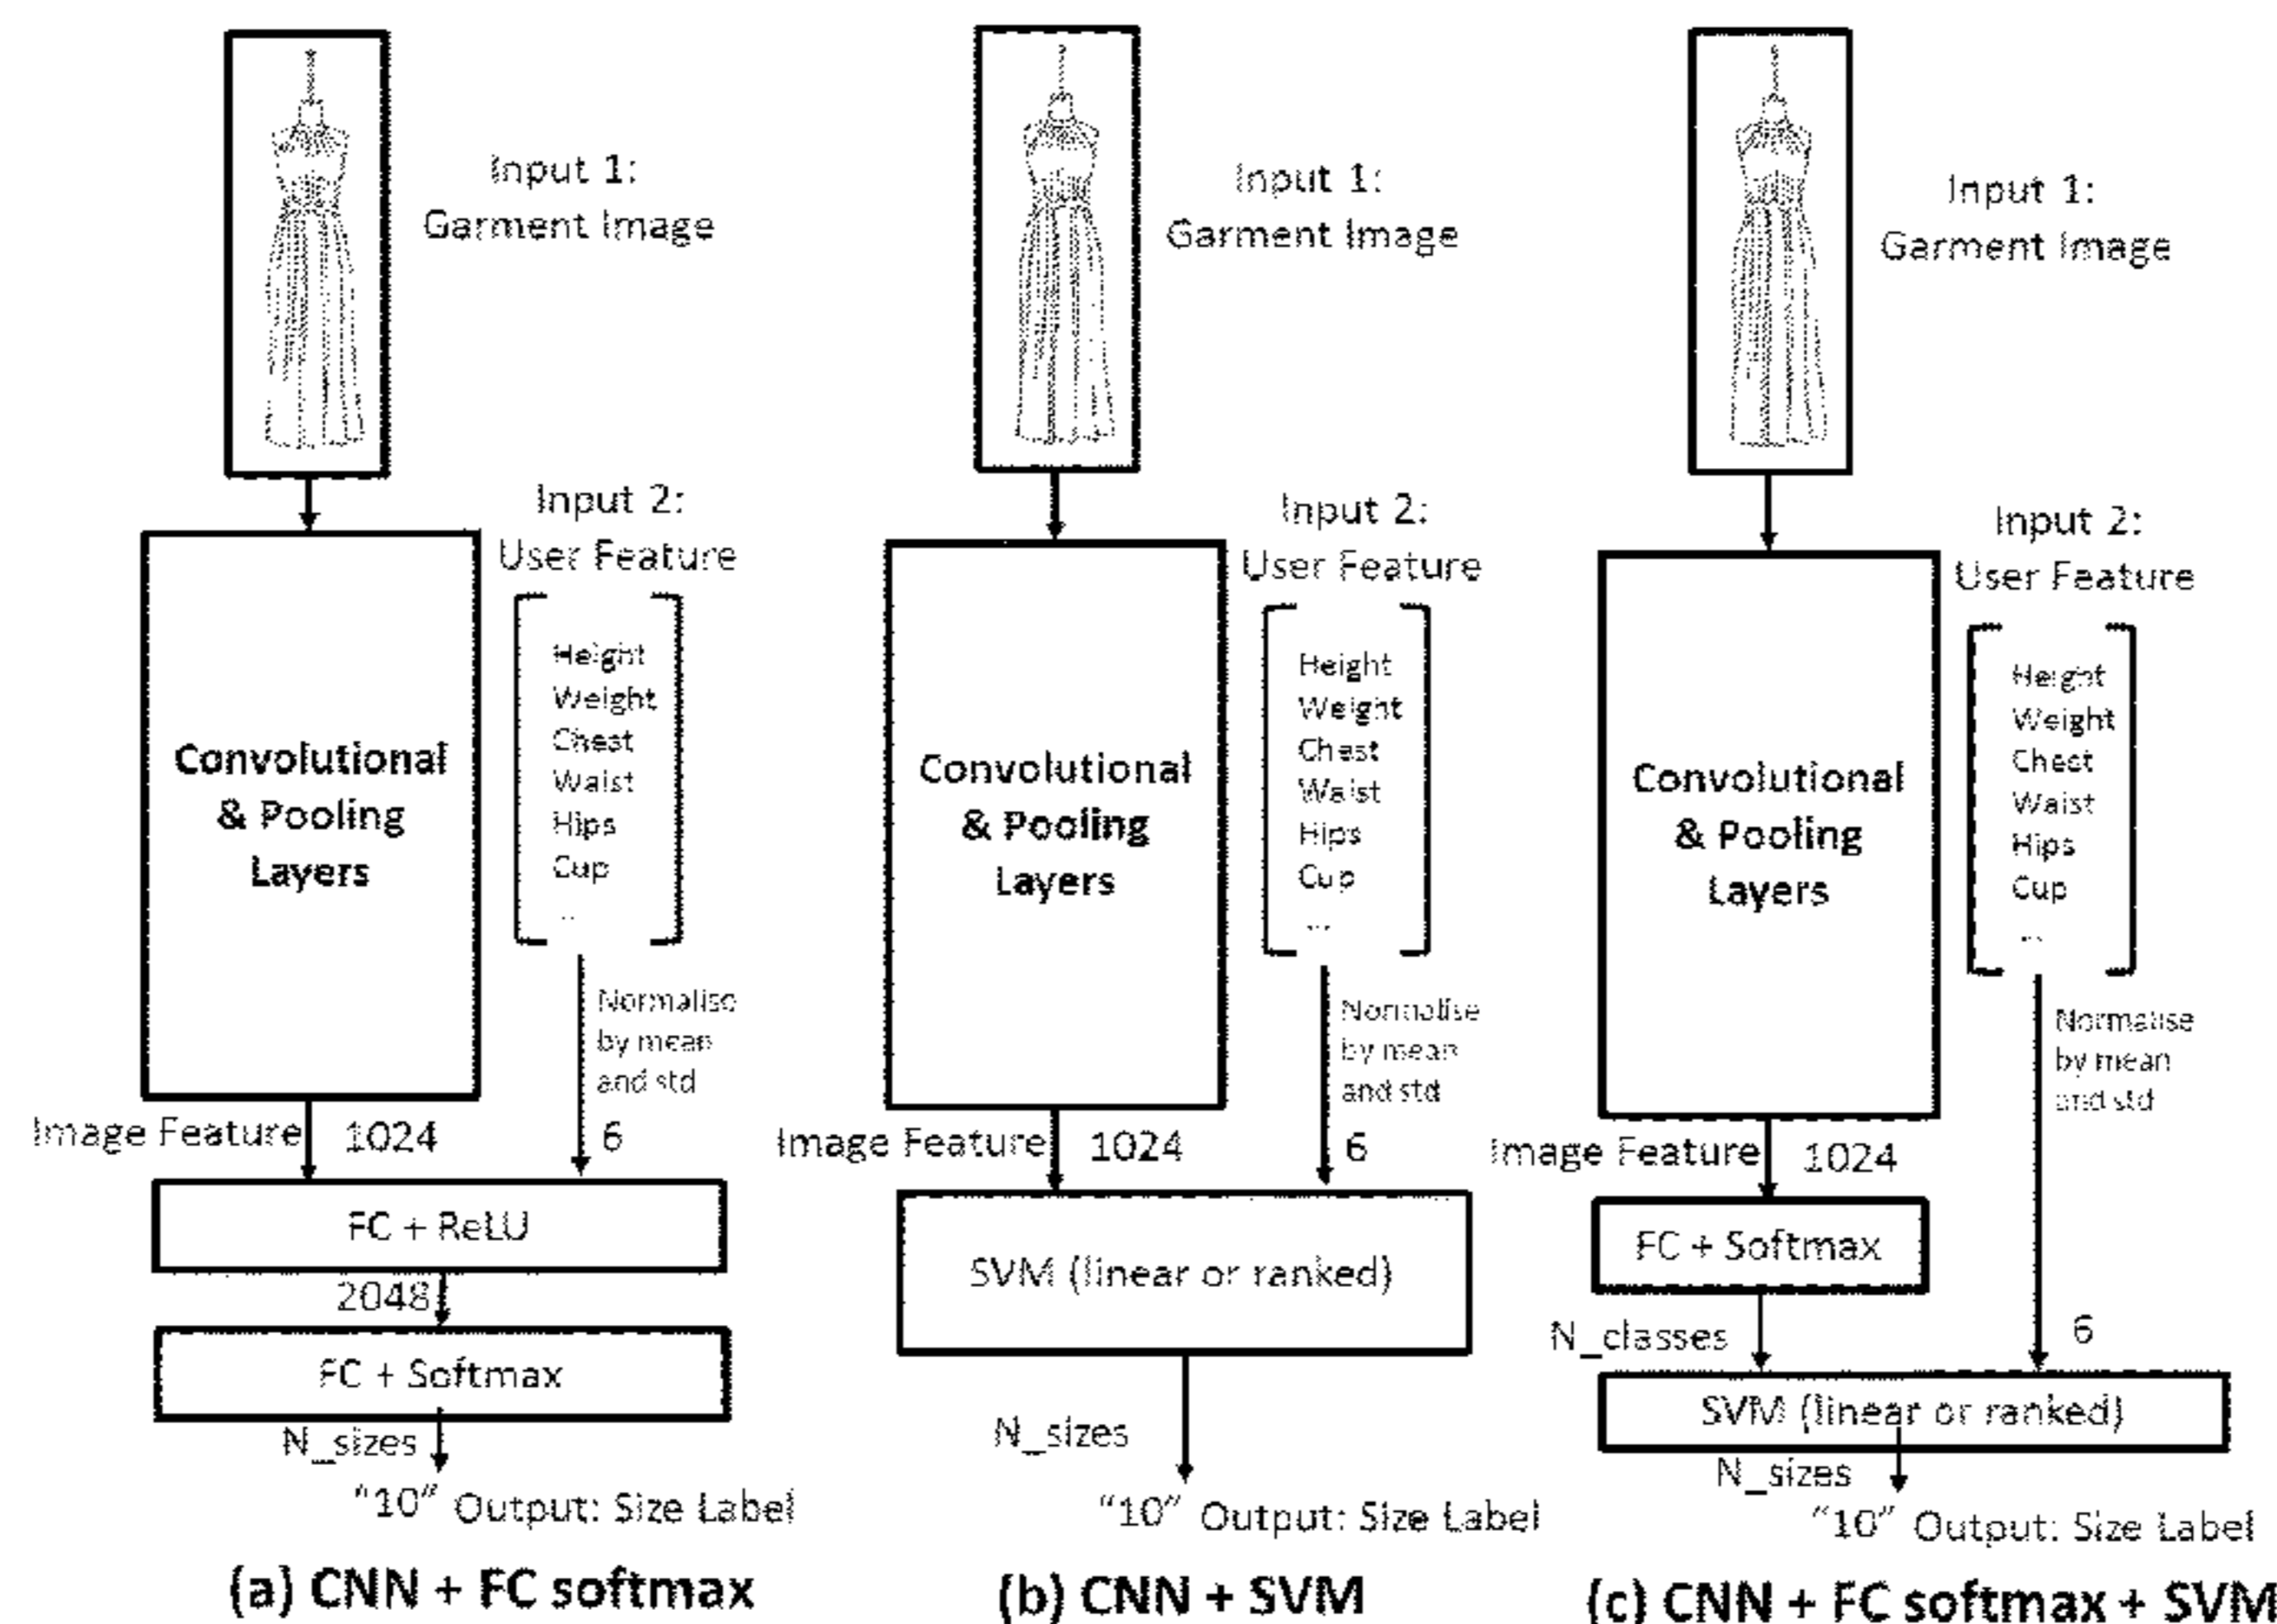 Input 1:
Garment Image
Input 2:
User Feature
Height
Weight
Chest
Waist
Hips
Cup
...
Convolutional
& Pooling
Layers
Normalise
by mean
and std
Image Feature
1024
6
FC + ReLU
2048
FC + Softmax
N_sizes
"10" Output: Size Label
(a) CNN + FC softmax
Input 1:
Garment Image
Input 2:
User Feature
Height
Weight
Chest
Waist
Hips
Cup
...
Convolutional
& Pooling
Layers
Normalise
by mean
and std
Image Feature
1024
6
SVM (linear or ranked)
N_sizes
"10" Output: Size Label
(b) CNN + SVM
Input 1:
Garment Image
Input 2:
User Feature
Height
Weight
Chest
Waist
Hips
Cup
...
Convolutional
& Pooling
Layers
Normalise
by mean
and std
Image Feature
1024
FC + Softmax
N_classes
6
SVM (linear or ranked)
N_sizes
"10" Output: Size Label
(c) CNN + FC softmax + SVM